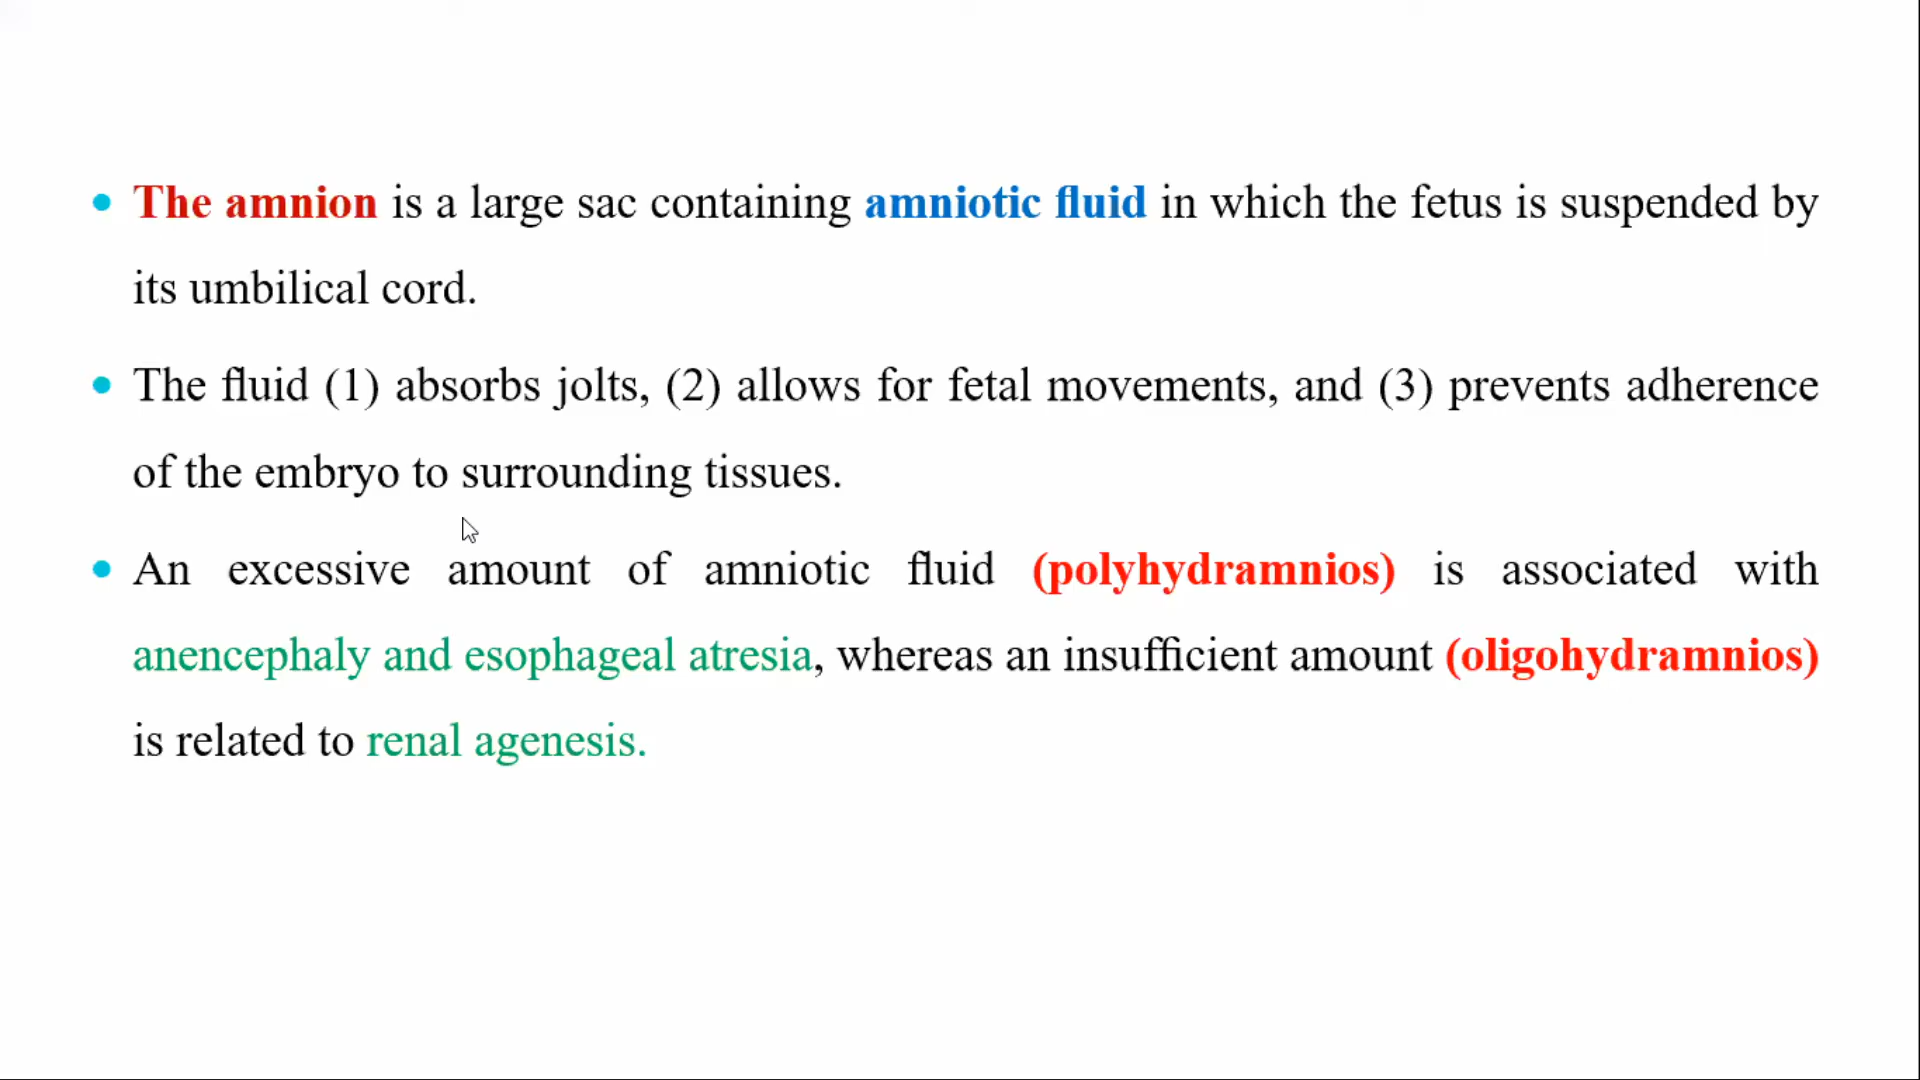 The amnion is a large sac containing amniotic fluid in which the fetus is suspended by
its umbilical cord.
The fluid (1) absorbs jolts, (2) allows for fetal movements, and (3) prevents adherence
of the embryo to surrounding tissues.
An excessive amount of amniotic fluid (polyhydramnios) is associated with
anencephaly and esophageal atresia, whereas an insufficient amount (oligohydramnios)
is related to renal agenesis.